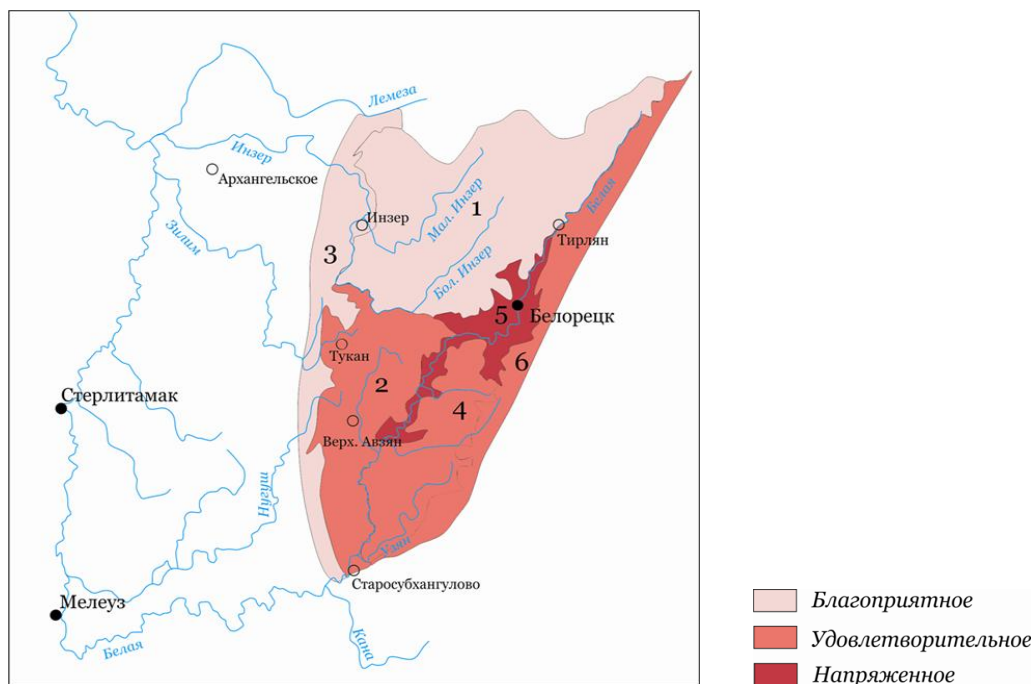 Лемеза
Инзер
Архангельское
Мал. Инзер
1
Белая
Инзер
Тирлян
Зилим
3
Бол. Инзер
5
Белорецк
Тукан
6
2
Стерлитамак
4
Верх. Авзян
Нугуш
Узян
Старосубхангулово
Мелеуз
Белая
Кана
Благоприятное
Удовлетворительное
Напряженное